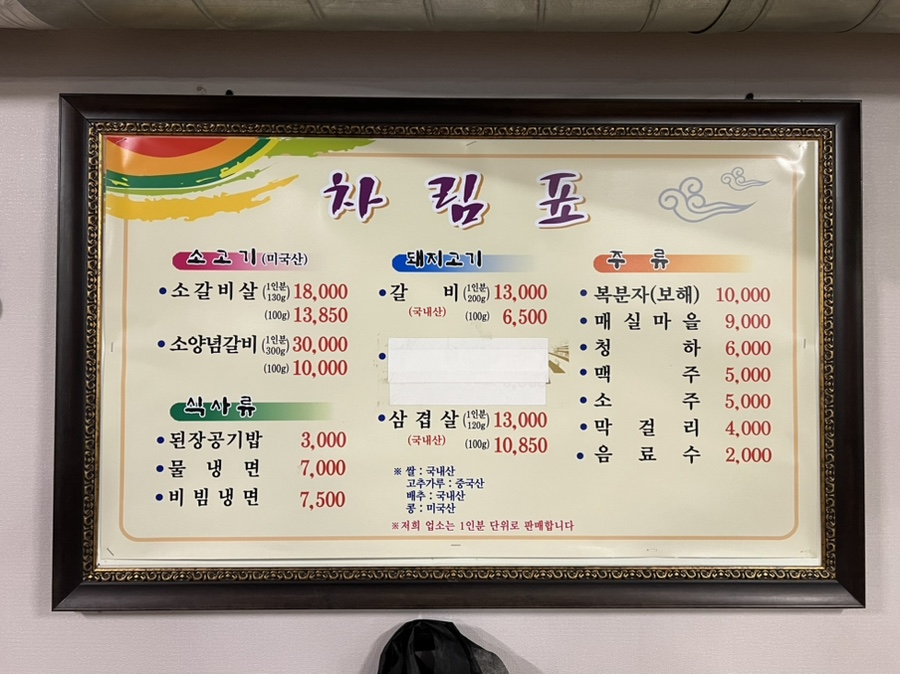 차림표
소고기(미국산)
소갈비살 (1인분 130g) 18,000
(100g) 13,850
소양념갈비 (1인분 300g) 30,000
(100g) 10,000
식사류
된장공기밥 3,000
물냉면 7,000
비빔냉면 7,500
돼지고기
갈비 (1인분 200g) 13,000
(국내산) (100g) 6,500
삼겹살 (1인분 120g) 13,000
(국내산) (100g) 10,850
※ 쌀 : 국내산
고추가루 : 중국산
배추 : 국내산
콩 : 미국산
※저희 업소는 1인분 단위로 판매합니다
주류
복분자(보해) 10,000
매실마을 9,000
청하 6,000
맥주 5,000
소주 5,000
막걸리 4,000
음료수 2,000